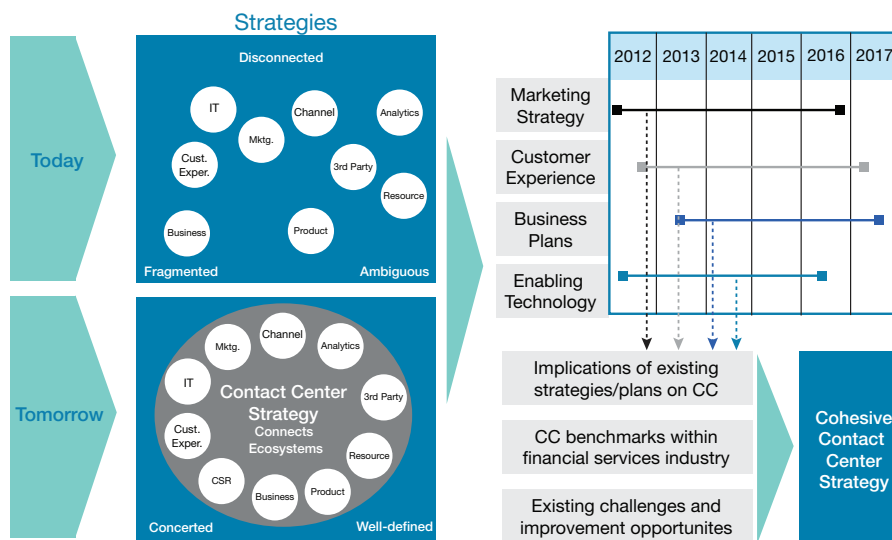 Strategies
Today
Disconnected
IT
Channel
Analytics
Mktg.
Cust.
Exper.
3rd Party
Resource
Business
Product
Fragmented
Ambiguous
Tomorrow
Channel
Mktg.
Analytics
IT
3rd Party
Contact Center
Strategy
Connects
Ecosystems
Cust.
Exper.
Resource
CSR
Business
Product
Concerted
Well-defined
2012
2013
2014
2015
2016
2017
Marketing
Strategy
Customer
Experience
Business
Plans
Enabling
Technology
Implications of existing
strategies/plans on CC
CC benchmarks within
financial services industry
Existing challenges and
improvement opportunites
Cohesive
Contact
Center
Strategy